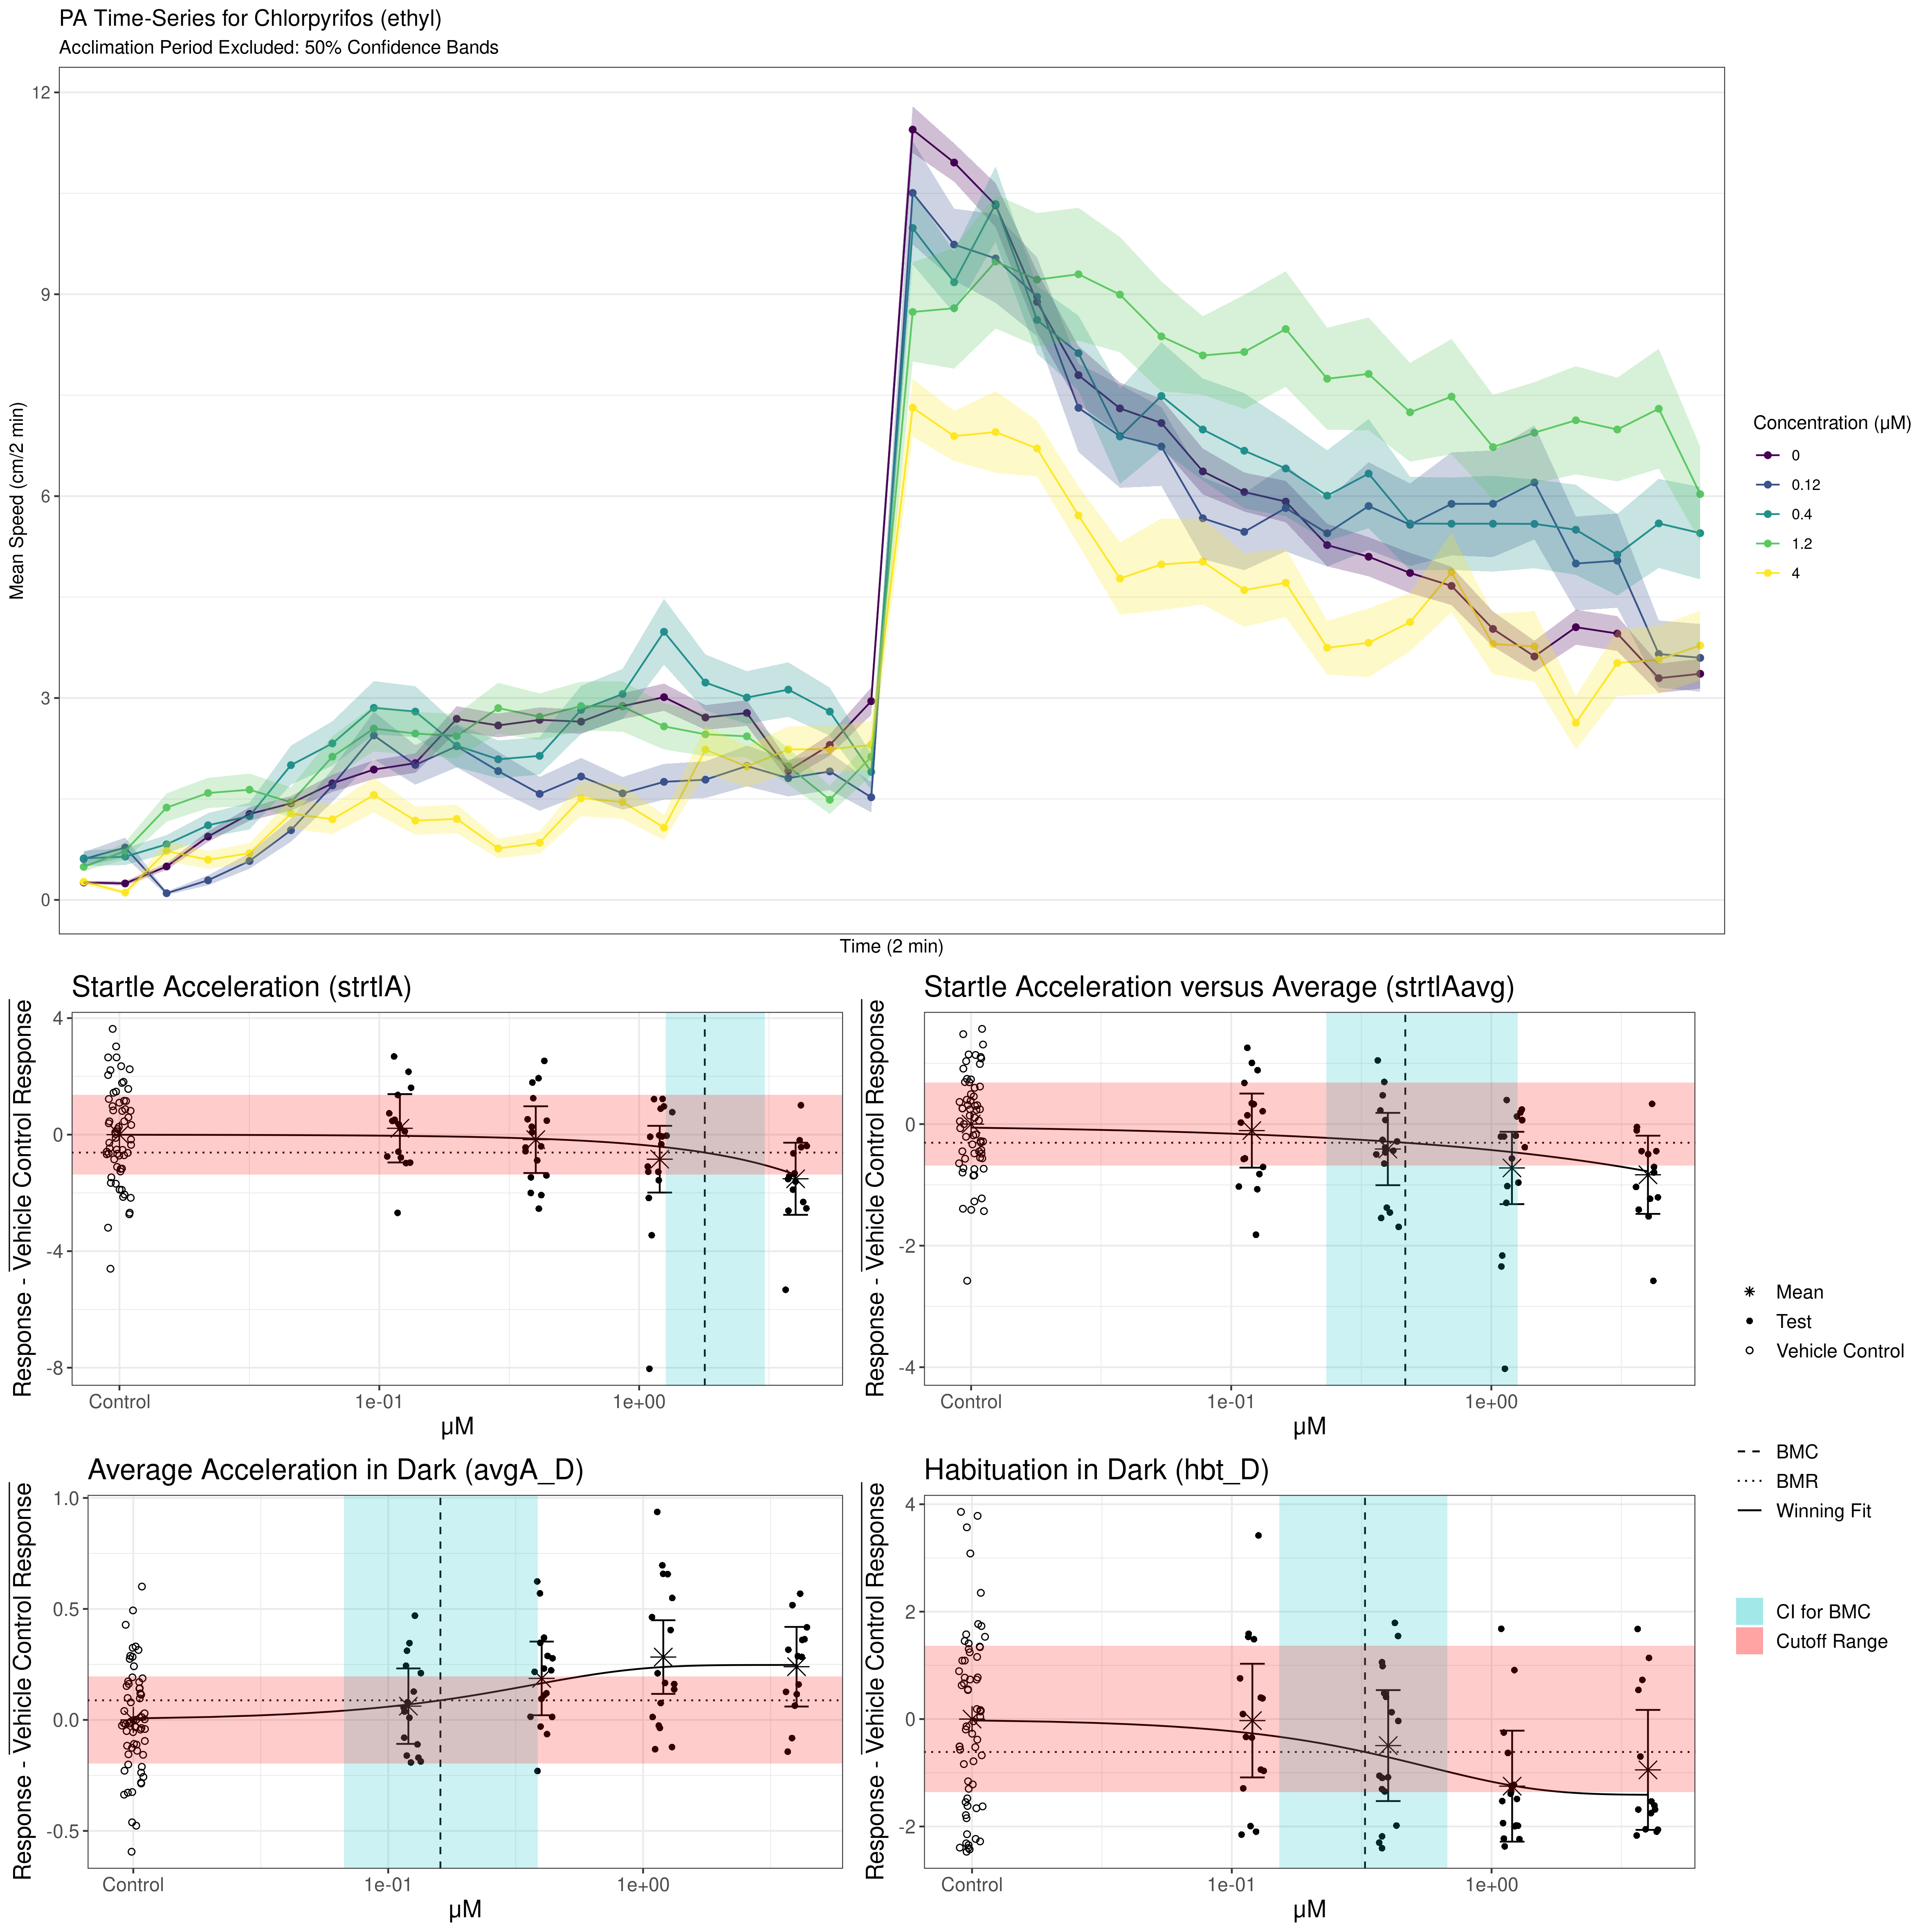 PA Time-Series for Chlorpyrifos (ethyl)
Acclimation Period Excluded: 50% Confidence Bands
Mean Speed (cm/2 min)
12
9
6
3
0
Time (2 min)
Concentration (µM)
0
0.12
0.4
1.2
4
Startle Acceleration (strtlA)
Response - Vehicle Control Response
4
0
-4
-8
Control
1e-01
1e+00
µM
Startle Acceleration versus Average (strtlAavg)
Response - Vehicle Control Response
0
-2
-4
Control
1e-01
1e+00
µM
Average Acceleration in Dark (avgA_D)
Response - Vehicle Control Response
1.0
0.5
0.0
-0.5
Control
1e-01
1e+00
µM
Habituation in Dark (hbt_D)
Response - Vehicle Control Response
4
2
0
-2
Control
1e-01
1e+00
µM
Mean
Test
Vehicle Control
BMC
BMR
Winning Fit
CI for BMC
Cutoff Range